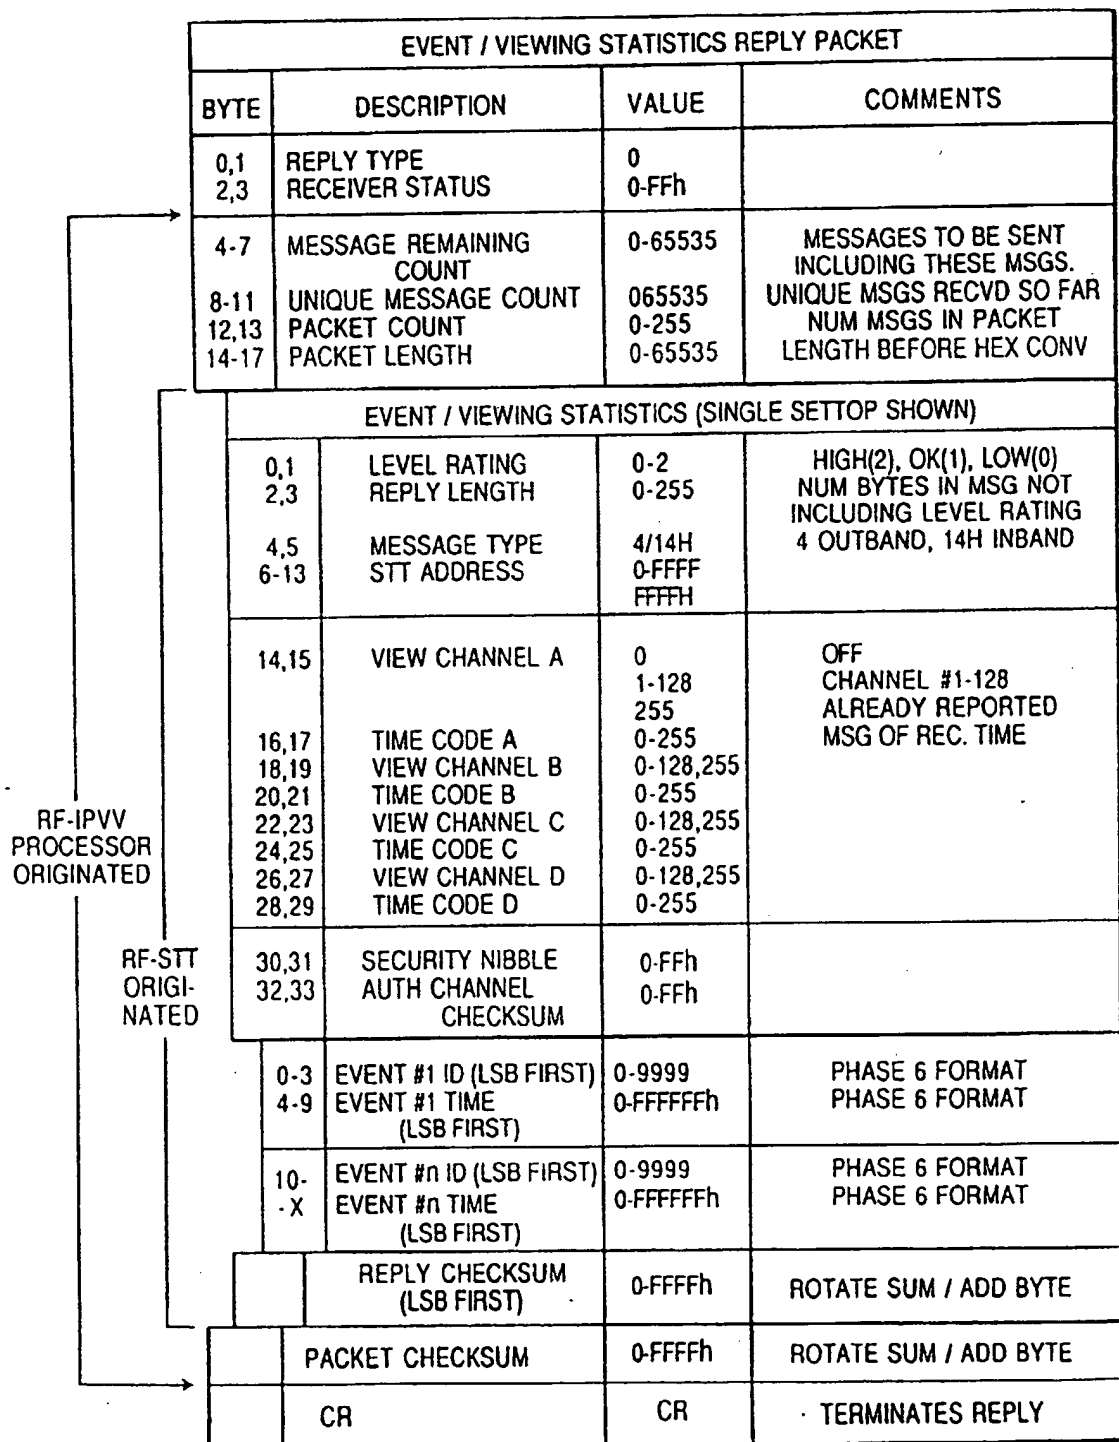 EVENT / VIEWING STATISTICS REPLY PACKET
BYTE DESCRIPTION VALUE COMMENTS
0,1 REPLY TYPE 0
2,3 RECEIVER STATUS 0-FFh
4-7 MESSAGE REMAINING 0-65535 MESSAGES TO BE SENT
COUNT INCLUDING THESE MSGS.
8-11 UNIQUE MESSAGE COUNT 065535 UNIQUE MSGS RECVD SO FAR
12,13 PACKET COUNT 0-255 NUM MSGS IN PACKET
14-17 PACKET LENGTH 0-65535 LENGTH BEFORE HEX CONV
EVENT / VIEWING STATISTICS (SINGLE SETTOP SHOWN)
0,1 LEVEL RATING 0-2 HIGH(2), OK(1), LOW(0)
2,3 REPLY LENGTH 0-255 NUM BYTES IN MSG NOT
INCLUDING LEVEL RATING
4,5 MESSAGE TYPE 4/14H 4 OUTBAND, 14H INBAND
6-13 STT ADDRESS 0-FFFF
FFFFH
14,15 VIEW CHANNEL A 0 OFF
1-128 CHANNEL #1-128
255 ALREADY REPORTED
16,17 TIME CODE A 0-255 MSG OF REC. TIME
18,19 VIEW CHANNEL B 0-128,255
20,21 TIME CODE B 0-255
22,23 VIEW CHANNEL C 0-128,255
24,25 TIME CODE C 0-255
26,27 VIEW CHANNEL D 0-128,255
28,29 TIME CODE D 0-255
RF-IPVV
PROCESSOR
ORIGINATED
30,31 SECURITY NIBBLE 0-FFh
32,33 AUTH CHANNEL 0-FFh
CHECKSUM
RF-STT
ORIGI-
NATED
0-3 EVENT #1 ID (LSB FIRST) 0-9999 PHASE 6 FORMAT
4-9 EVENT #1 TIME 0-FFFFFFh PHASE 6 FORMAT
(LSB FIRST)
10- EVENT #n ID (LSB FIRST) 0-9999 PHASE 6 FORMAT
-X EVENT #n TIME 0-FFFFFFh PHASE 6 FORMAT
(LSB FIRST)
REPLY CHECKSUM 0-FFFFh ROTATE SUM / ADD BYTE
(LSB FIRST)
PACKET CHECKSUM 0-FFFFh ROTATE SUM / ADD BYTE
CR CR TERMINATES REPLY